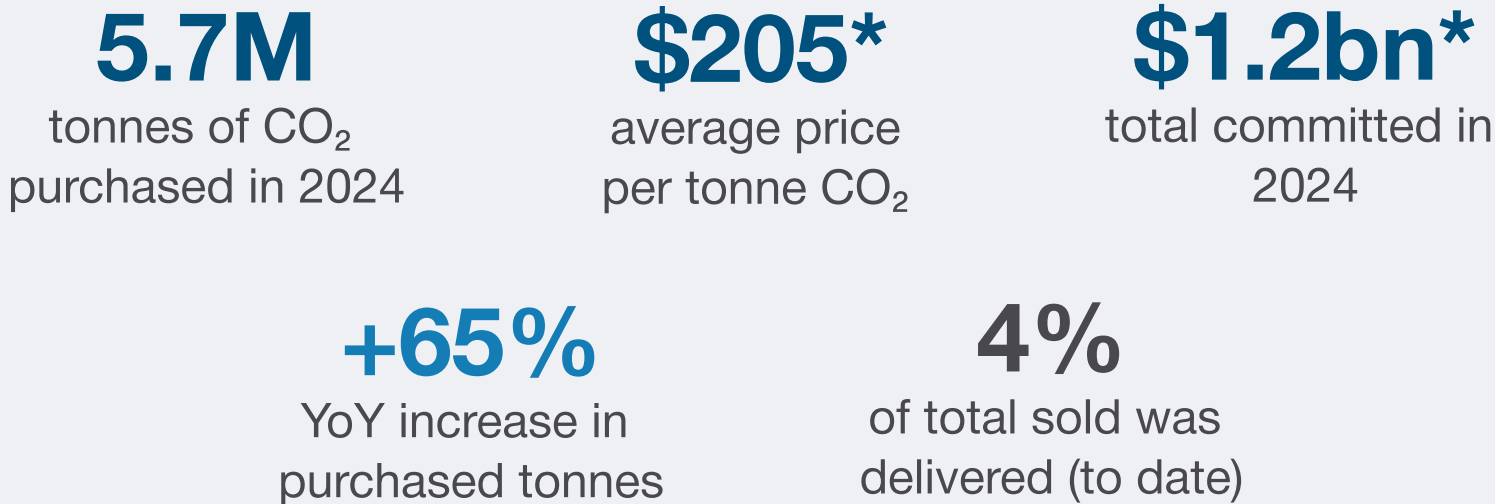 5.7M
tonnes of CO₂
purchased in 2024
$205*
average price
per tonne CO₂
$1.2bn*
total committed in
2024
+65%
YoY increase in
purchased tonnes
4%
of total sold was
delivered (to date)